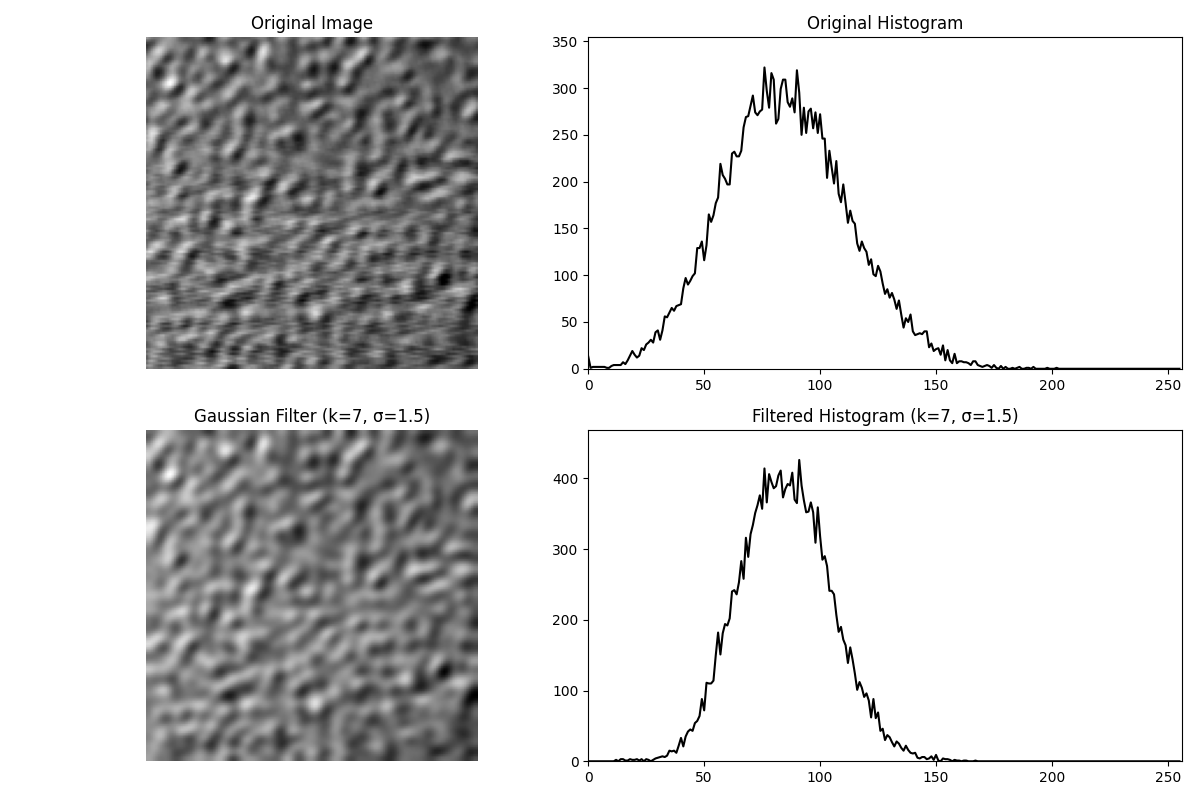 Original Image
Original Histogram
350
300
250
200
150
100
50
0
0 50 100 150 200 250
Gaussian Filter (k=7, σ=1.5)
Filtered Histogram (k=7, σ=1.5)
400
300
200
100
0
0 50 100 150 200 250